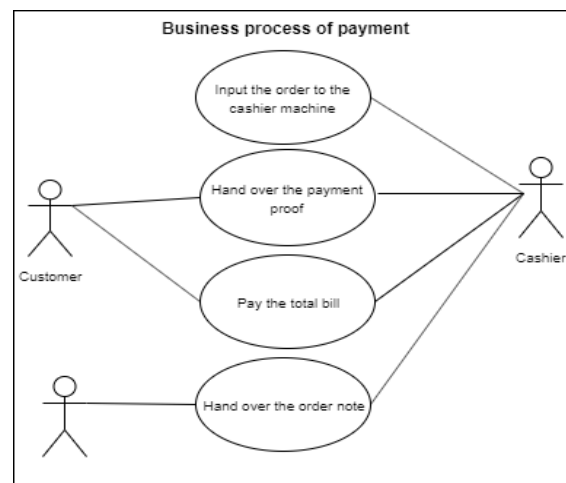 Business process of payment
Input the order to the
cashier machine
Hand over the payment
proof
Customer
Cashier
Pay the total bill
Hand over the order note